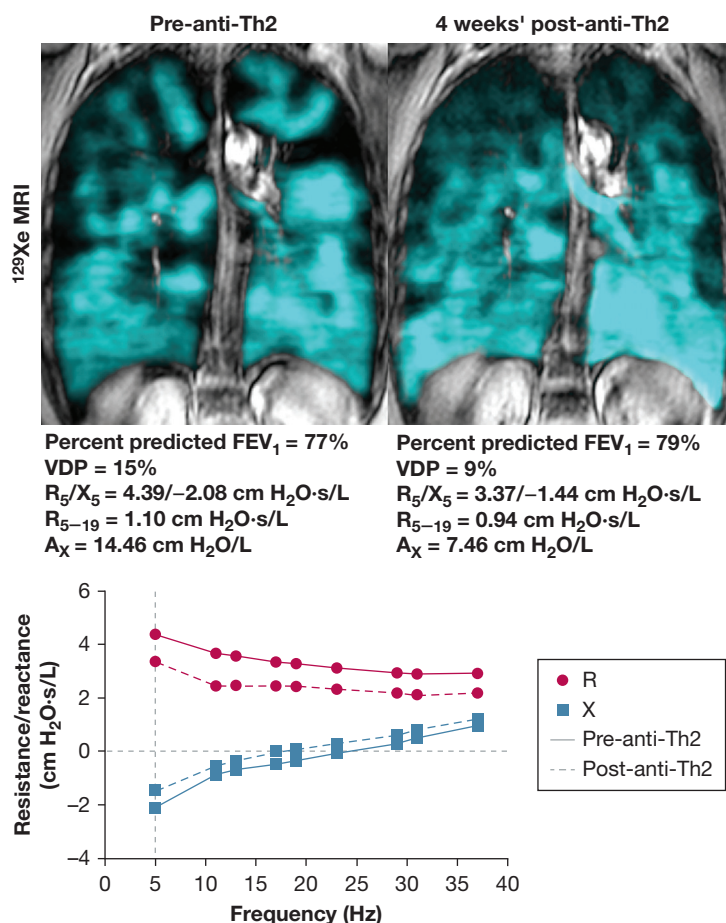 Pre-anti-Th2
4 weeks' post-anti-Th2
¹²⁹Xe MRI
Percent predicted FEV₁ = 77%
VDP = 15%
R₅/X₅ = 4.39/−2.08 cm H₂O·s/L
R₅₋₁₉ = 1.10 cm H₂O·s/L
Aₓ = 14.46 cm H₂O/L
Percent predicted FEV₁ = 79%
VDP = 9%
R₅/X₅ = 3.37/−1.44 cm H₂O·s/L
R₅₋₁₉ = 0.94 cm H₂O·s/L
Aₓ = 7.46 cm H₂O/L
Resistance/reactance
(cm H₂O·s/L)
6
4
2
0
−2
−4
0 5 10 15 20 25 30 35 40
Frequency (Hz)
R
X
Pre-anti-Th2
Post-anti-Th2